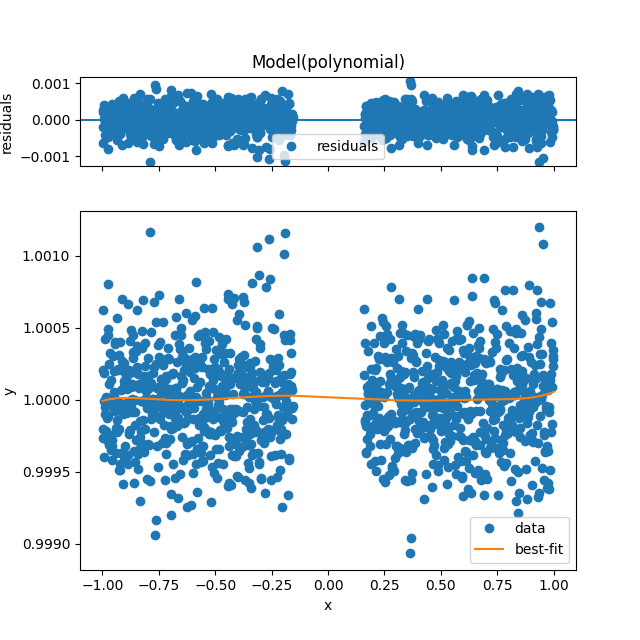 Model(polynomial)
0.001
0.000
−0.001
residuals
residuals
1.0010
1.0005
1.0000
0.9995
0.9990
y
data
best-fit
−1.00 −0.75 −0.50 −0.25 0.00 0.25 0.50 0.75 1.00
x